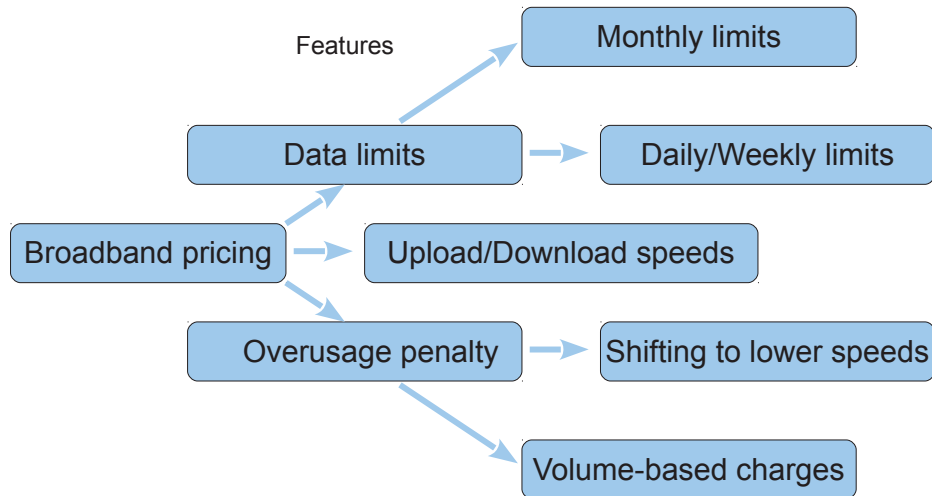 Features
Monthly limits
Data limits
Daily/Weekly limits
Broadband pricing
Upload/Download speeds
Overusage penalty
Shifting to lower speeds
Volume-based charges